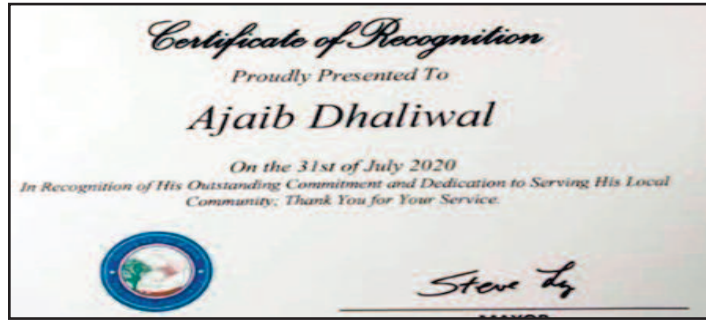 Certificate of Recognition
Proudly Presented To
Ajaib Dhaliwal
On the 31st of July 2020
In Recognition of His Outstanding Commitment and Dedication to Serving His Local
Community; Thank You for Your Service.
Steve Ly
MAYOR